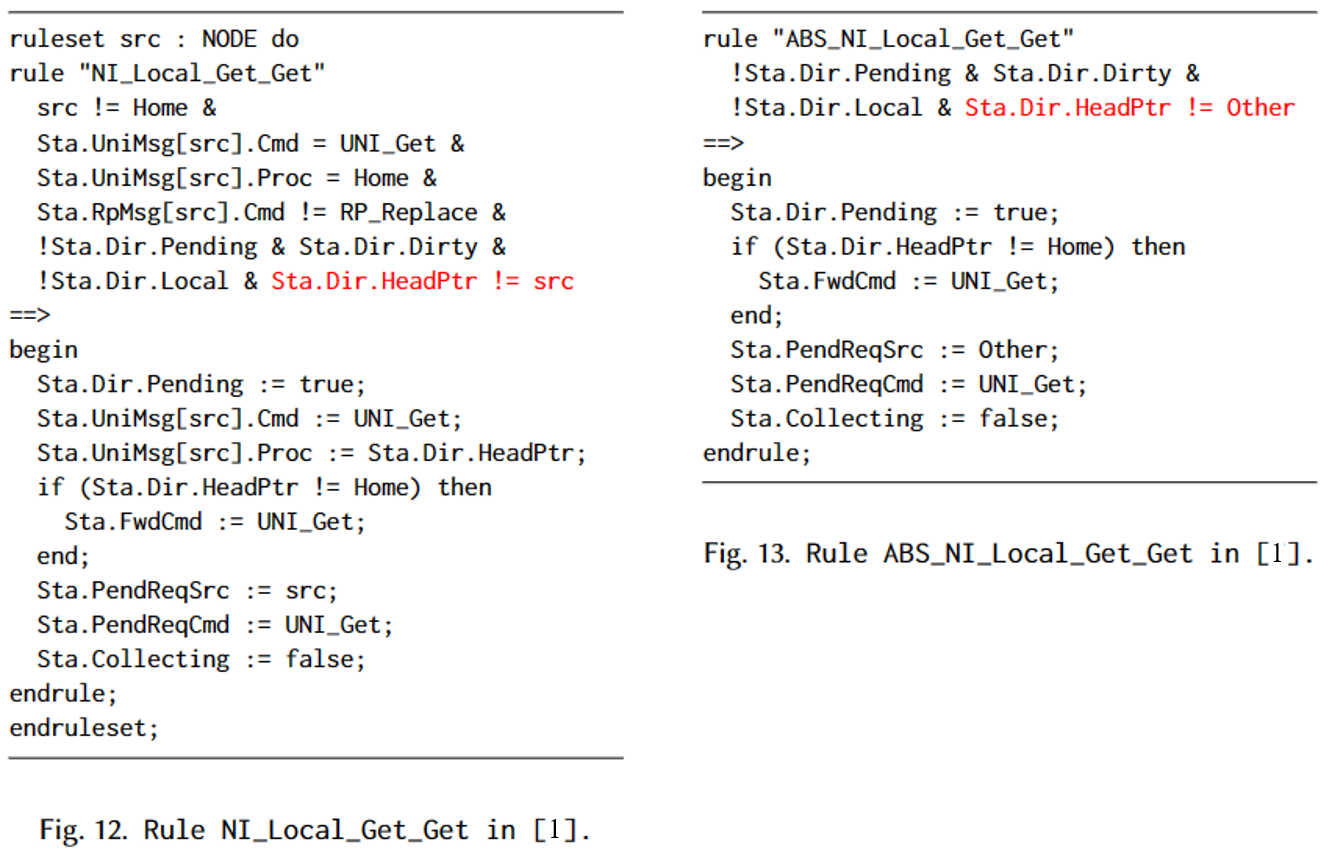 ruleset src : NODE do
rule "NI_Local_Get_Get"
  src != Home &
  Sta.UniMsg[src].Cmd = UNI_Get &
  Sta.UniMsg[src].Proc = Home &
  Sta.RpMsg[src].Cmd != RP_Replace &
  !Sta.Dir.Pending & Sta.Dir.Dirty &
  !Sta.Dir.Local & Sta.Dir.HeadPtr != src
==>
begin
  Sta.Dir.Pending := true;
  Sta.UniMsg[src].Cmd := UNI_Get;
  Sta.UniMsg[src].Proc := Sta.Dir.HeadPtr;
  if (Sta.Dir.HeadPtr != Home) then
    Sta.FwdCmd := UNI_Get;
  end;
  Sta.PendReqSrc := src;
  Sta.PendReqCmd := UNI_Get;
  Sta.Collecting := false;
endrule;
endruleset;
Fig. 12. Rule NI_Local_Get_Get in [1].
rule "ABS_NI_Local_Get_Get"
  !Sta.Dir.Pending & Sta.Dir.Dirty &
  !Sta.Dir.Local & Sta.Dir.HeadPtr != Other
==>
begin
  Sta.Dir.Pending := true;
  if (Sta.Dir.HeadPtr != Home) then
    Sta.FwdCmd := UNI_Get;
  end;
  Sta.PendReqSrc := Other;
  Sta.PendReqCmd := UNI_Get;
  Sta.Collecting := false;
endrule;
Fig. 13. Rule ABS_NI_Local_Get_Get in [1].